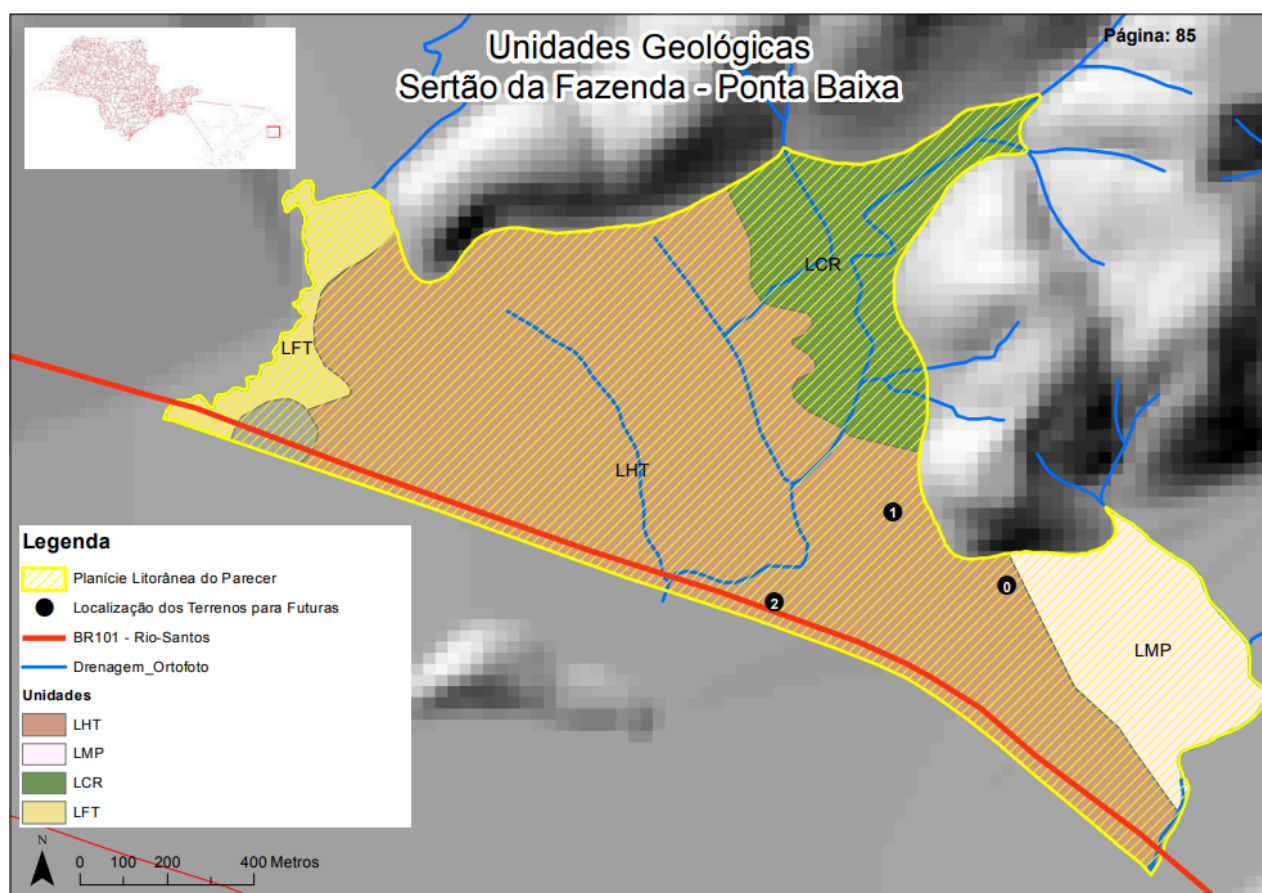 Unidades Geológicas
Sertão da Fazenda - Ponta Baixa
Página: 85
LCR
LFT
LHT
1
0
2
LMP
Legenda
Planície Litorânea do Parecer
Localização dos Terrenos para Futuras
BR101 - Rio-Santos
Drenagem_Ortofoto
Unidades
LHT
LMP
LCR
LFT
N
0 100 200 400 Metros